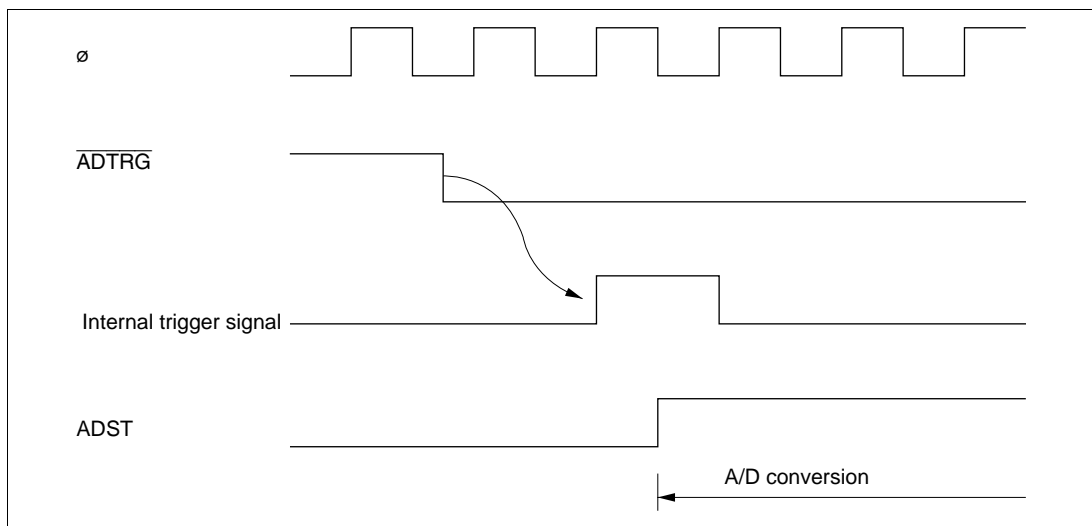 ø
ADTRG
Internal trigger signal
ADST
A/D conversion